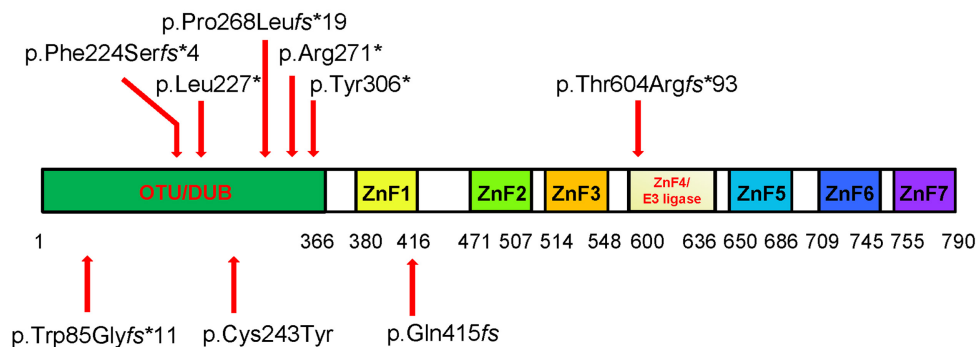 p.Pro268Leufs*19
p.Phe224Serfs*4
p.Arg271*
p.Leu227*
p.Tyr306*
p.Thr604Argfs*93
OTU/DUB
ZnF1
ZnF2
ZnF3
ZnF4/
E3 ligase
ZnF5
ZnF6
ZnF7
1 366 380 416 471 507 514 548 600 636 650 686 709 745 755 790
p.Trp85Glyfs*11
p.Cys243Tyr
p.Gln415fs